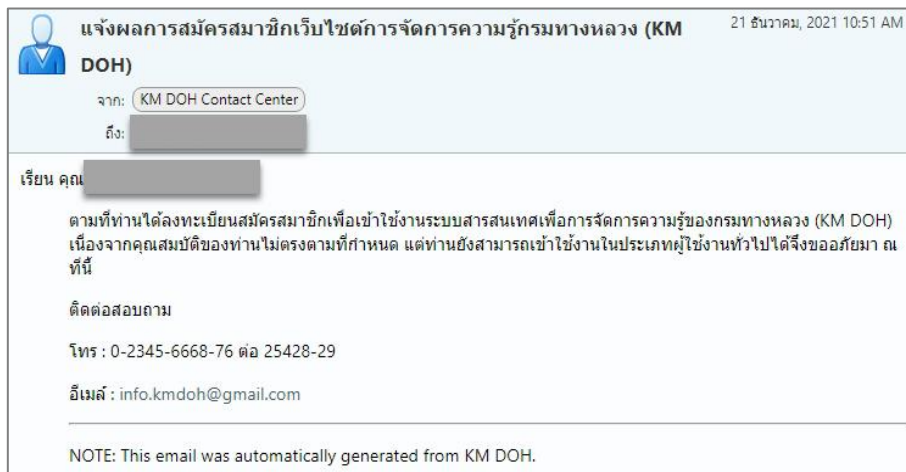 แจ้งผลการสมัครสมาชิกเว็บไซต์การจัดการความรู้กรมทางหลวง (KM
DOH)
21 ธันวาคม, 2021 10:51 AM
จาก: KM DOH Contact Center
ถึง:
เรียน คุณ
ตามที่ท่านได้ลงทะเบียนสมัครสมาชิกเพื่อเข้าใช้งานระบบสารสนเทศเพื่อการจัดการความรู้ของกรมทางหลวง (KM DOH)
เนื่องจากคุณสมบัติของท่านไม่ตรงตามที่กำหนด แต่ท่านยังสามารถเข้าใช้งานในประเภทผู้ใช้งานทั่วไปได้จึงขออภัยมา ณ
ที่นี้
ติดต่อสอบถาม
โทร : 0-2345-6668-76 ต่อ 25428-29
อีเมล์ : info.kmdoh@gmail.com
NOTE: This email was automatically generated from KM DOH.